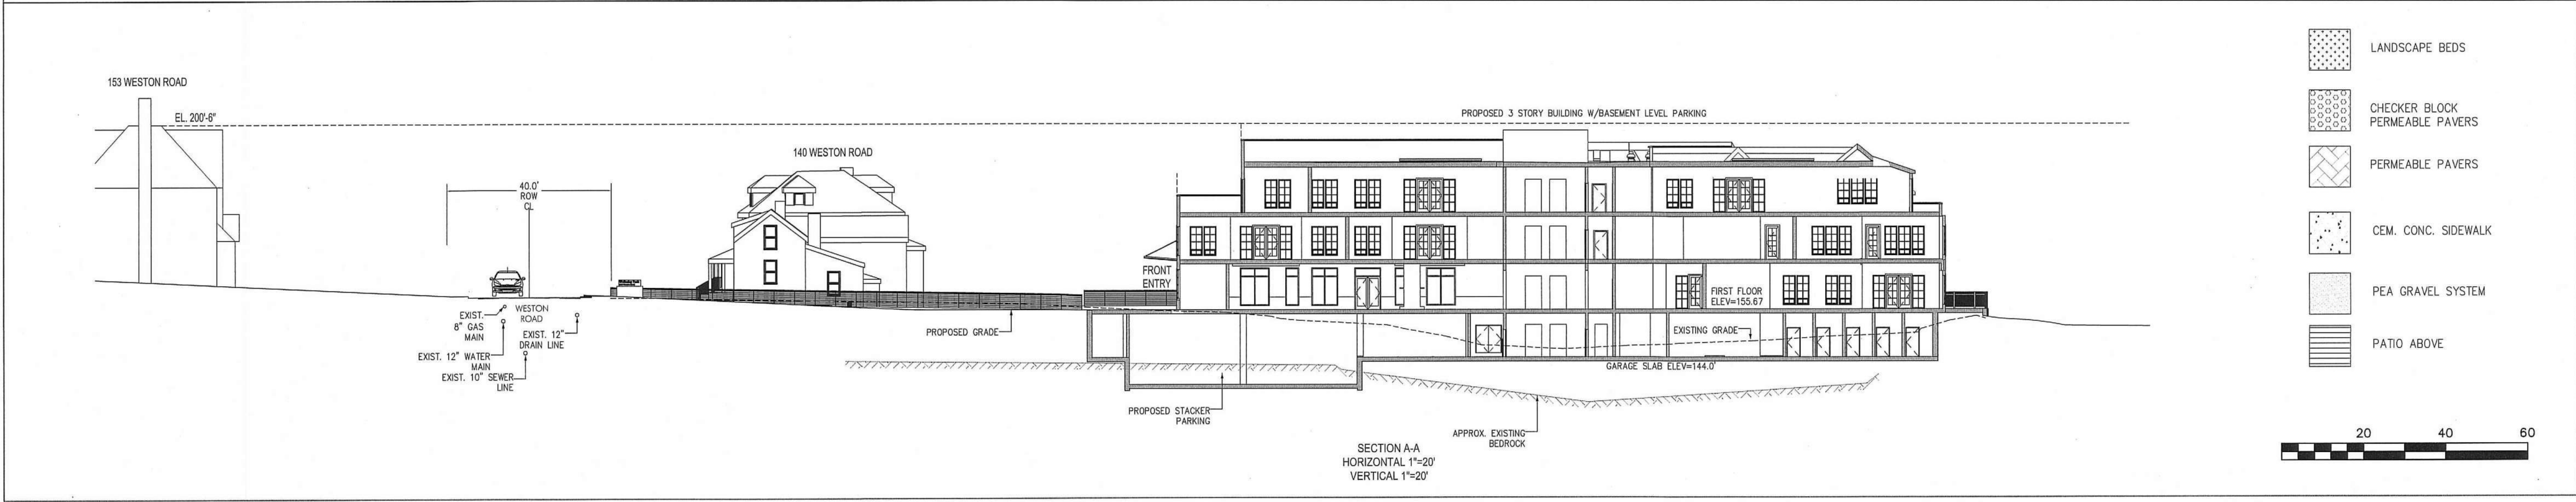 153 WESTON ROAD
EL. 200'-6"
40.0'
ROW
CL
140 WESTON ROAD
PROPOSED 3 STORY BUILDING W/BASEMENT LEVEL PARKING
FRONT
ENTRY
FIRST FLOOR
ELEV=155.67
EXIST.
8" GAS
MAIN
WESTON
ROAD
EXIST. 12"
DRAIN LINE
EXIST. 12" WATER
MAIN
EXIST. 10" SEWER
LINE
PROPOSED GRADE
EXISTING GRADE
GARAGE SLAB ELEV=144.0'
PROPOSED STACKER
PARKING
APPROX. EXISTING
BEDROCK
SECTION A-A
HORIZONTAL 1"=20'
VERTICAL 1"=20'
LANDSCAPE BEDS
CHECKER BLOCK
PERMEABLE PAVERS
PERMEABLE PAVERS
CEM. CONC. SIDEWALK
PEA GRAVEL SYSTEM
PATIO ABOVE
20 40 60